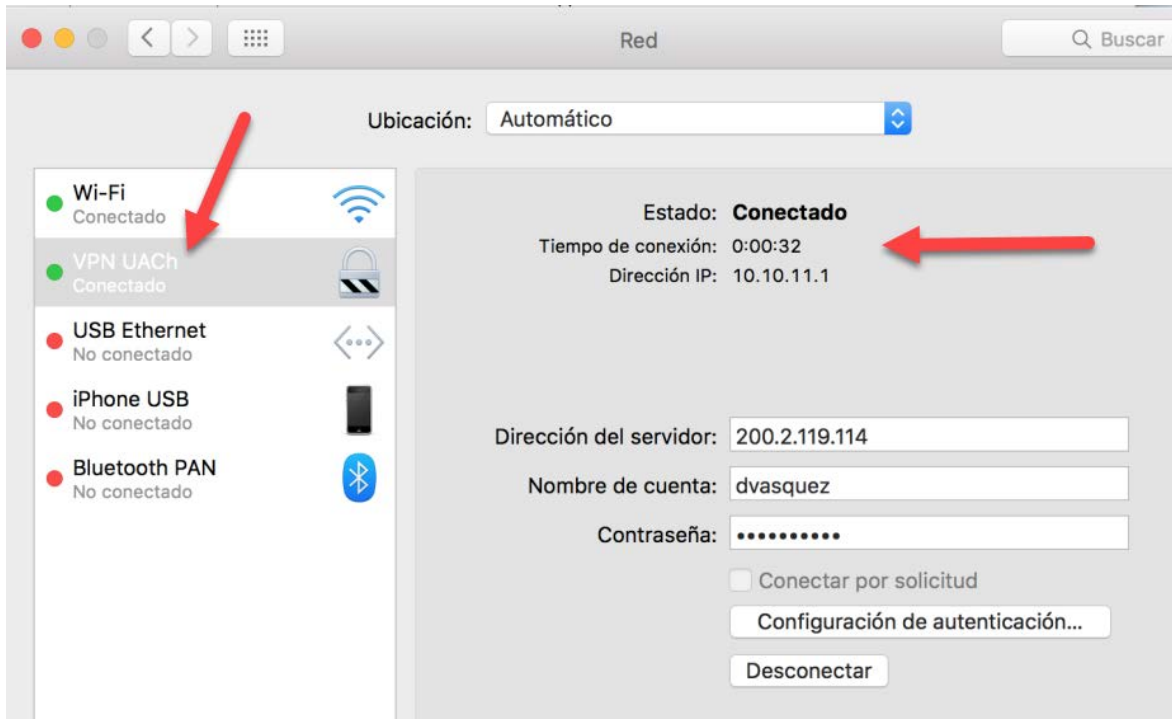 Red
Buscar
Ubicación: Automático
Wi-Fi
Conectado
VPN UACh
Conectado
USB Ethernet
No conectado
iPhone USB
No conectado
Bluetooth PAN
No conectado
Estado: Conectado
Tiempo de conexión: 0:00:32
Dirección IP: 10.10.11.1
Dirección del servidor: 200.2.119.114
Nombre de cuenta: dvasquez
Contraseña: ••••••••••
Conectar por solicitud
Configuración de autenticación...
Desconectar